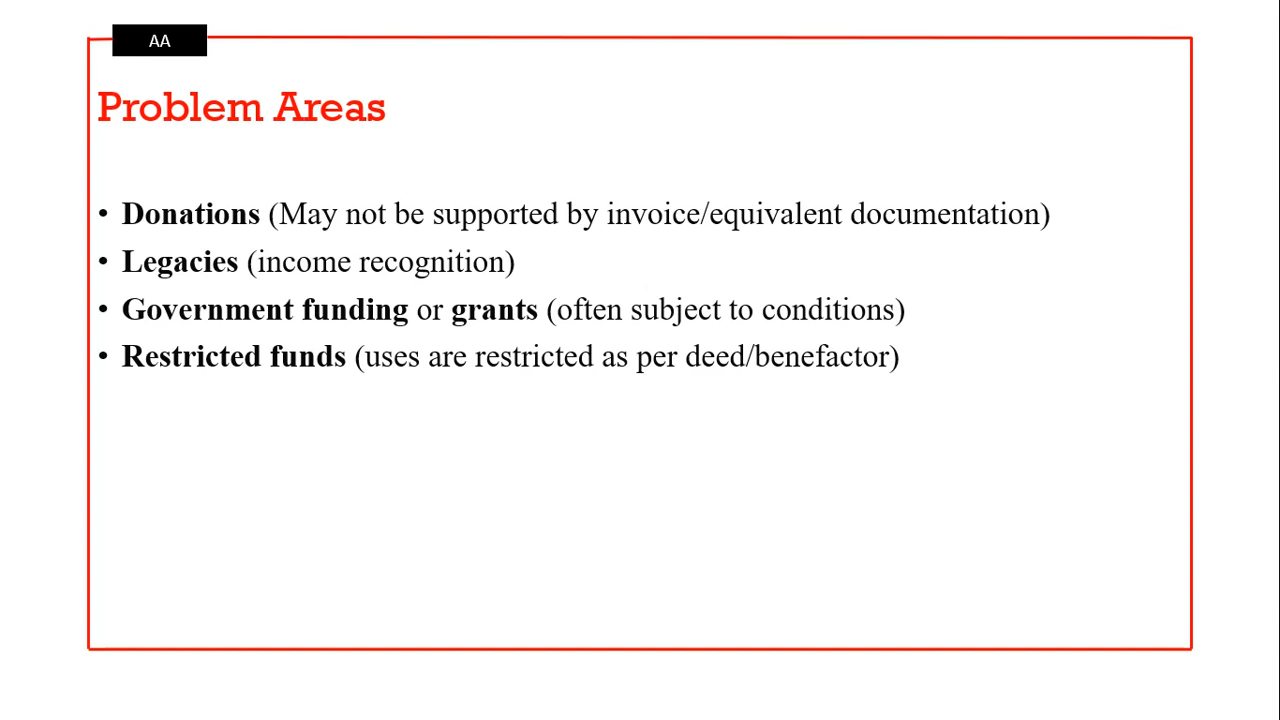 AA
Problem Areas
• Donations (May not be supported by invoice/equivalent documentation)
• Legacies (income recognition)
• Government funding or grants (often subject to conditions)
• Restricted funds (uses are restricted as per deed/benefactor)